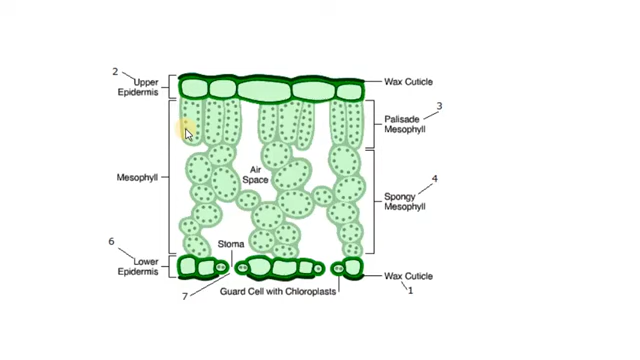 2
Upper
Epidermis
Wax Cuticle
3
Palisade
Mesophyll
Mesophyll
Air
Space
4
Spongy
Mesophyll
6
Lower
Epidermis
Stoma
Wax Cuticle
7
Guard Cell with Chloroplasts
1